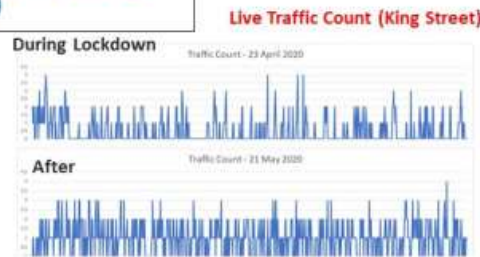 Live Traffic Count (King Street)
During Lockdown
Traffic Count - 23 April 2020
After
Traffic Count - 21 May 2020